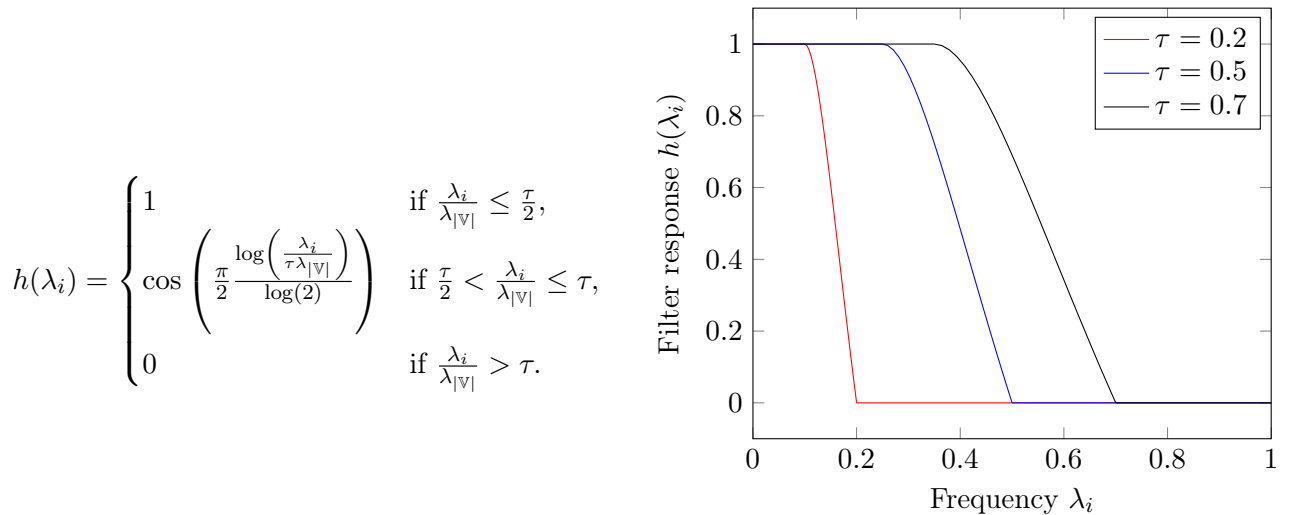 h(λ_i) = { 1 if λ_i/λ_{|𝕍|} ≤ τ/2,
cos( π/2 log(λ_i/(τλ_{|𝕍|}))/log(2) ) if τ/2 < λ_i/λ_{|𝕍|} ≤ τ,
0 if λ_i/λ_{|𝕍|} > τ.
τ = 0.2
τ = 0.5
τ = 0.7
Filter response h(λ_i)
1
0.8
0.6
0.4
0.2
0
0 0.2 0.4 0.6 0.8 1
Frequency λ_i